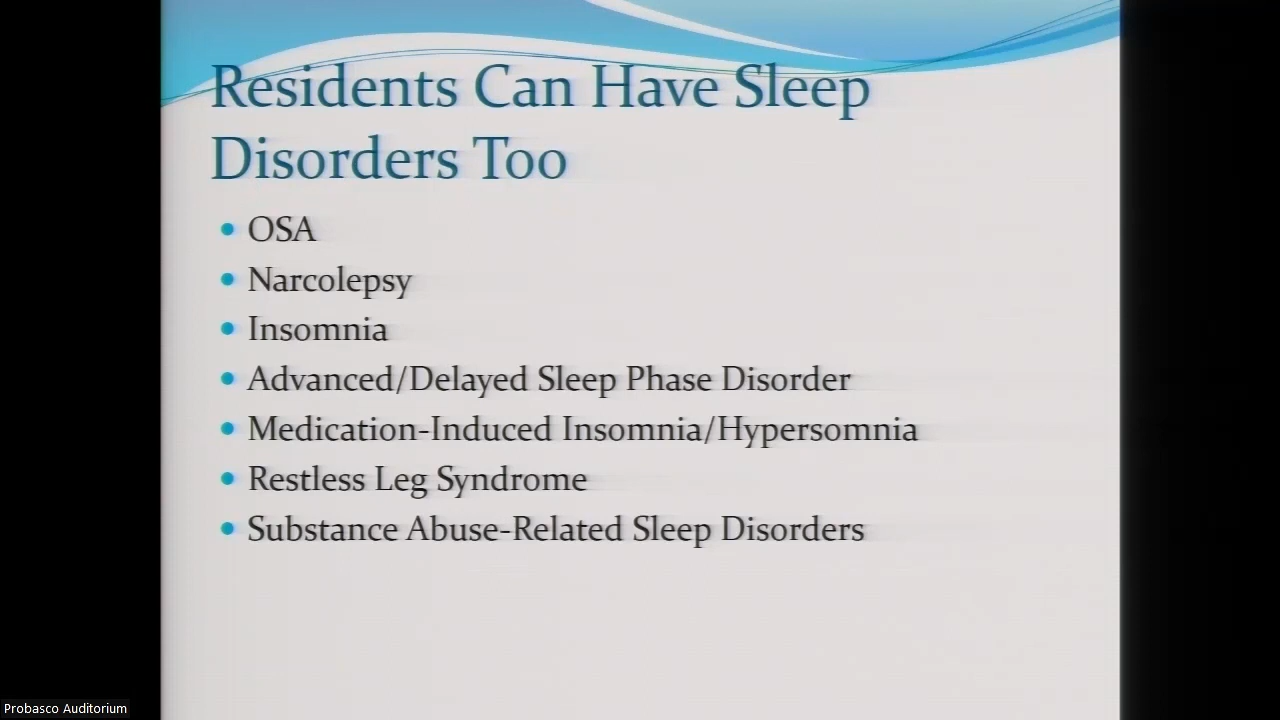 Residents Can Have Sleep
Disorders Too
• OSA
• Narcolepsy
• Insomnia
• Advanced/Delayed Sleep Phase Disorder
• Medication-Induced Insomnia/Hypersomnia
• Restless Leg Syndrome
• Substance Abuse-Related Sleep Disorders
Probasco Auditorium